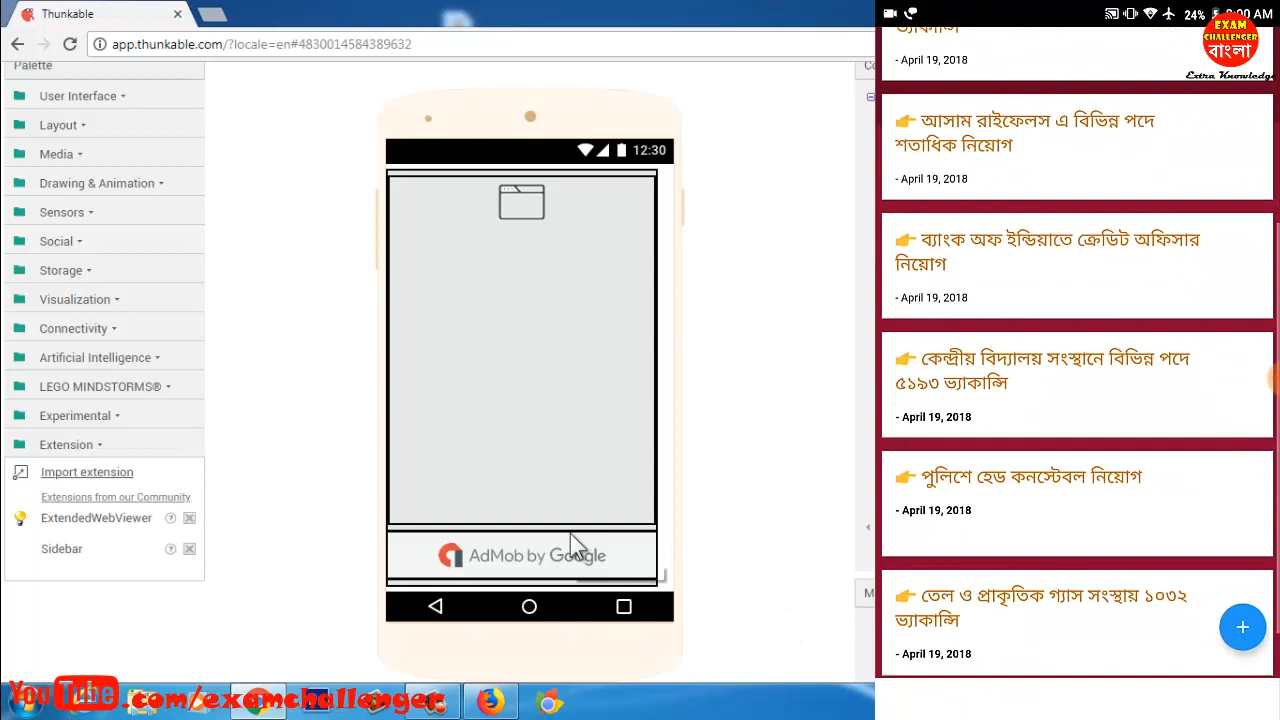 Thunkable
app.thunkable.com/?locale=en#4830014584389632
Palette
User Interface
Layout
Media
Drawing & Animation
Sensors
Social
Storage
Visualization
Connectivity
Artificial Intelligence
LEGO MINDSTORMS®
Experimental
Extension
Import extension
Extensions from our Community
ExtendedWebViewer
Sidebar
12:30
AdMob by Google
YouTube.com/examchallenger
24%
:00 AM
EXAM
CHALLENGER
বাংলা
Extra Knowledge
ভ্যাকান্সি
- April 19, 2018
👉 আসাম রাইফেলস এ বিভিন্ন পদে
শতাধিক নিয়োগ
- April 19, 2018
👉 ব্যাংক অফ ইন্ডিয়াতে ক্রেডিট অফিসার
নিয়োগ
- April 19, 2018
👉 কেন্দ্রীয় বিদ্যালয় সংস্থানে বিভিন্ন পদে
৫১৯৩ ভ্যাকান্সি
- April 19, 2018
👉 পুলিশে হেড কনস্টেবল নিয়োগ
- April 19, 2018
👉 তেল ও প্রাকৃতিক গ্যাস সংস্থায় ১০৩২
ভ্যাকান্সি
- April 19, 2018